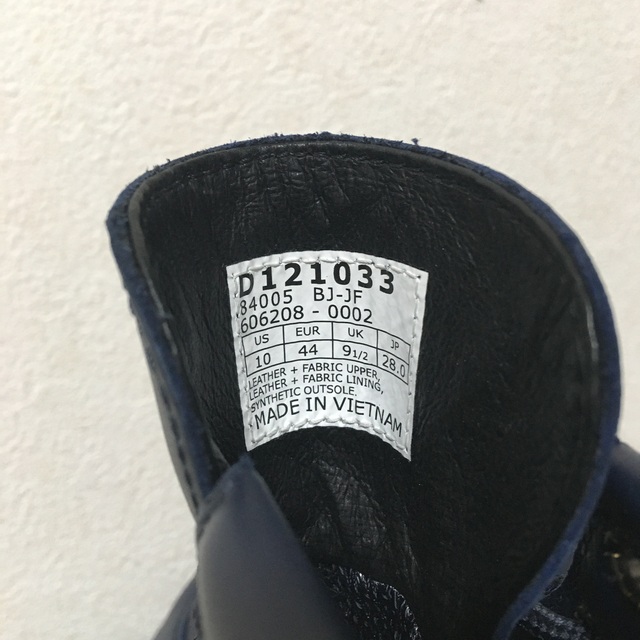 D121033
84005 BJ-JF
606208 - 0002
US EUR UK JP
10 44 9 1/2 28.0
LEATHER + FABRIC UPPER,
LEATHER + FABRIC LINING,
SYNTHETIC OUTSOLE.
MADE IN VIETNAM